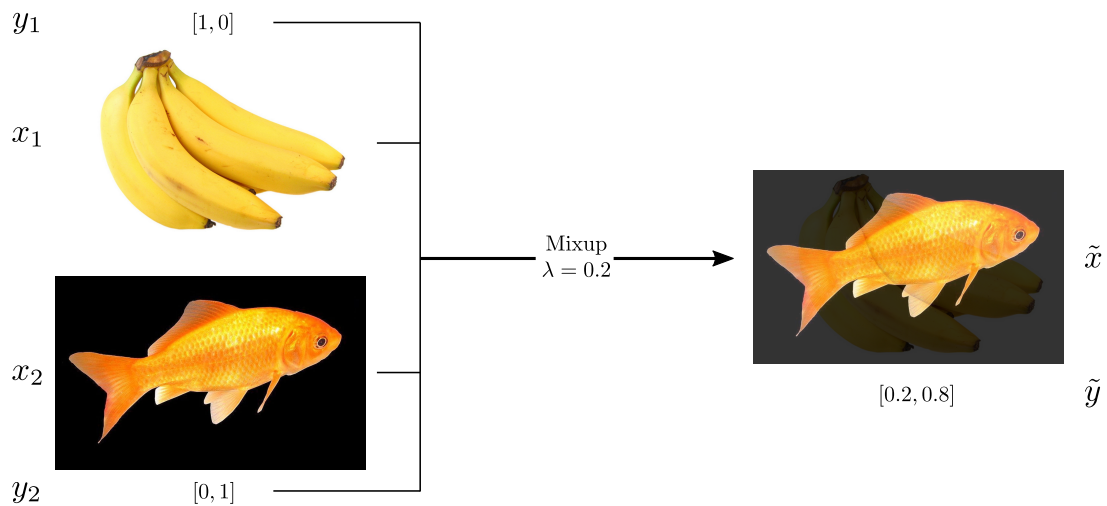 y₁ [1, 0]
x₁
Mixup
λ = 0.2
x̃
x₂
[0.2, 0.8] ỹ
y₂ [0, 1]